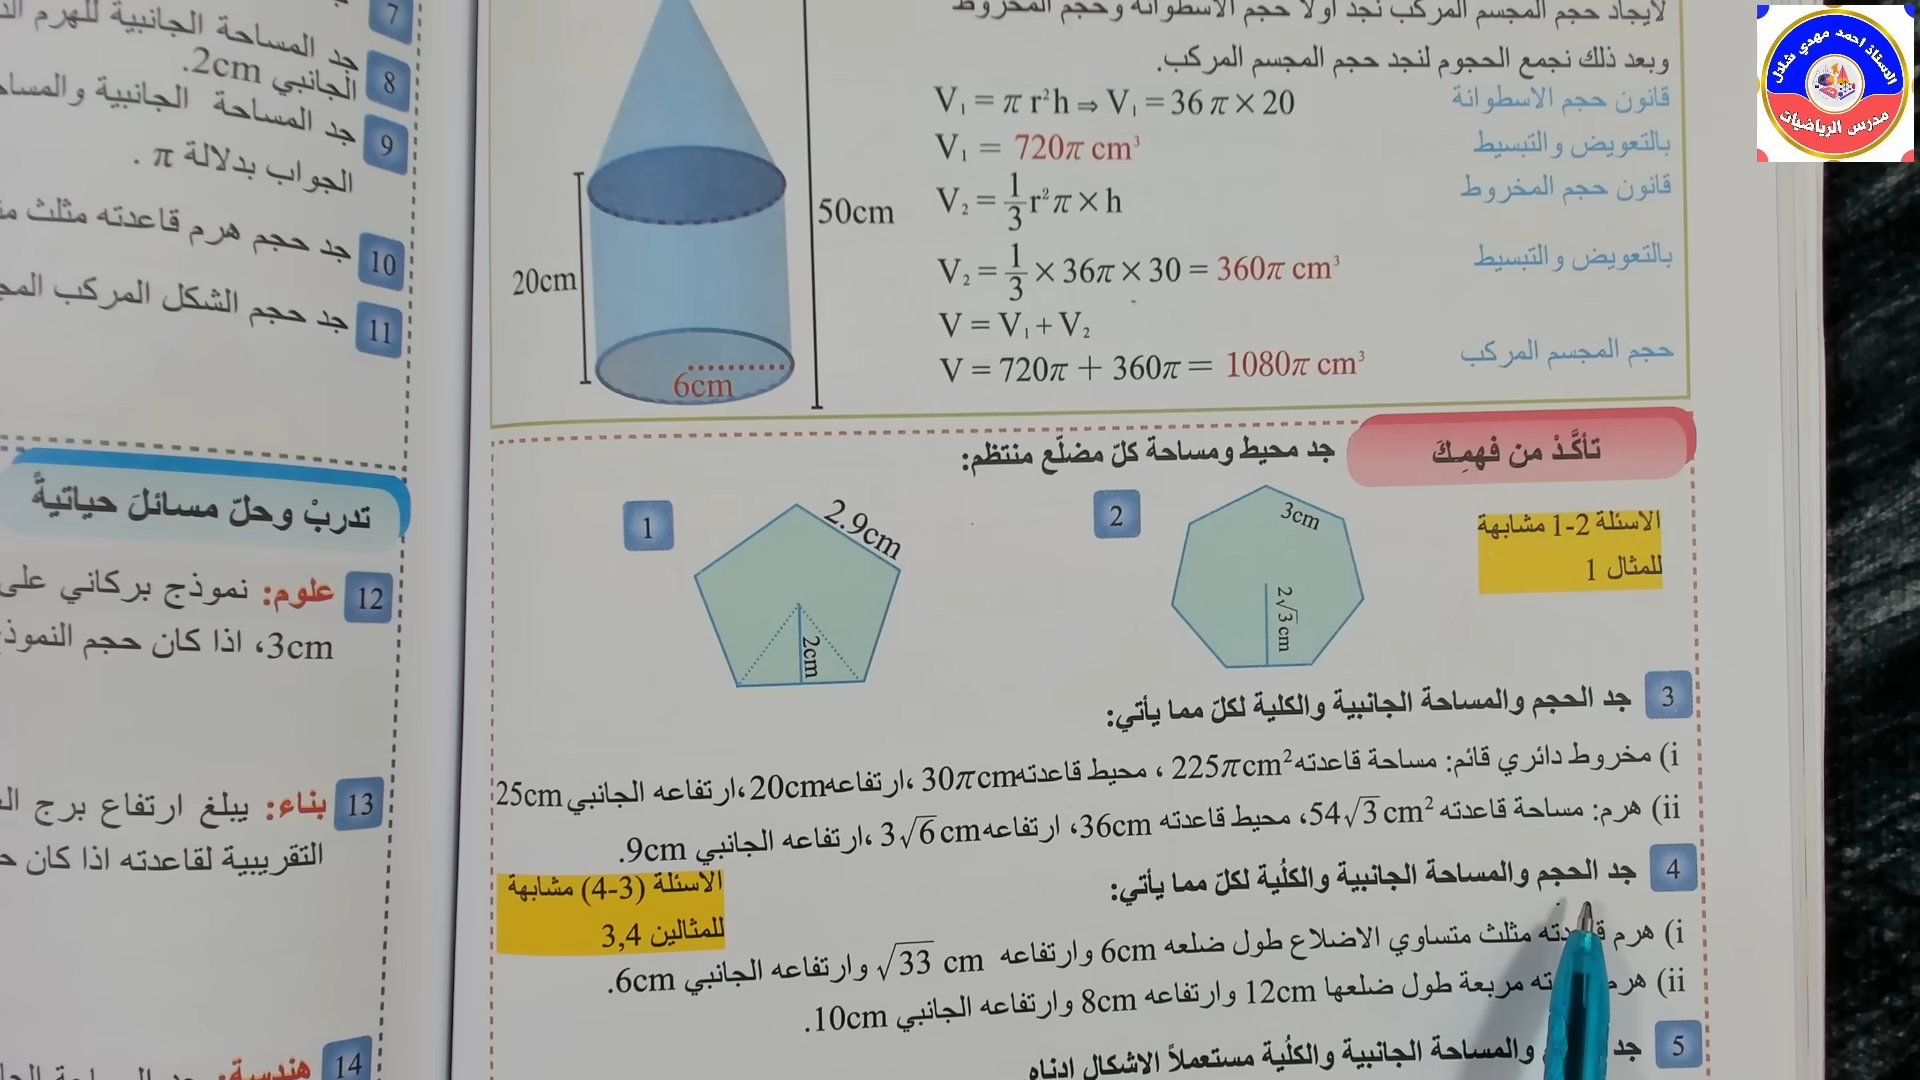 الاستاذ احمد مهدي شلال
مدرس الرياضيات
لايجاد حجم المجسم المركب نجد اولا حجم الاسطوانة وحجم المخروط
وبعد ذلك نجمع الحجوم لنجد حجم المجسم المركب.
قانون حجم الاسطوانة V₁ = π r²h ⇒ V₁ = 36 π × 20
بالتعويض والتبسيط V₁ = 720π cm³
قانون حجم المخروط V₂ = 1/3 r²π × h
بالتعويض والتبسيط V₂ = 1/3 × 36π × 30 = 360π cm³
V = V₁ + V₂
حجم المجسم المركب V = 720π + 360π = 1080π cm³
50cm
20cm
6cm
تأكَّدْ من فهمِكَ
جد محيط ومساحة كلّ مضلّع منتظم:
الاسئلة 2-1 مشابهة
للمثال 1
1
2.9cm
2cm
2
3cm
2√3 cm
3 جد الحجم والمساحة الجانبية والكلية لكلّ مما يأتي:
i) مخروط دائري قائم: مساحة قاعدته 225πcm²، محيط قاعدته 30πcm، ارتفاعه 20cm، ارتفاعه الجانبي 25cm
ii) هرم: مساحة قاعدته 54√3 cm²، محيط قاعدته 36cm، ارتفاعه 3√6 cm، ارتفاعه الجانبي 9cm.
4 جد الحجم والمساحة الجانبية والكلُية لكلّ مما يأتي:
الاسئلة (3-4) مشابهة
للمثالين 3,4
i) هرم قاعدته مثلث متساوي الاضلاع طول ضلعه 6cm وارتفاعه √33 cm وارتفاعه الجانبي 6cm.
ii) هرم مربعة طول ضلعها 12cm وارتفاعه 8cm وارتفاعه الجانبي 10cm.
5 جد والمساحة الجانبية والكلُية مستعملاً الاشكال ادناه
7
8 جد المساحة الجانبية للهرم
الجانبي 2cm.
9 جد المساحة الجانبية
الجواب بدلالة π .
10 جد حجم هرم قاعدته مثلث
11 جد حجم الشكل المركب
تدربْ وحلّ مسائلَ حياتيةً
12 علوم: نموذج بركاني على
3cm، اذا كان حجم
13 بناء: يبلغ ارتفاع برج
التقريبية لقاعدته اذا كان
14 هندسية: